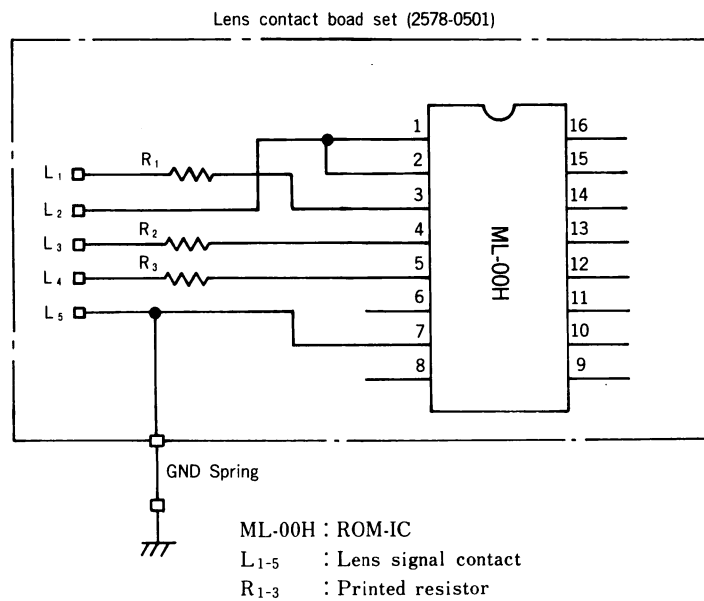 Lens contact boad set (2578-0501)
1 16
2 15
L₁ R₁ 3 14
L₂
L₃ R₂ 4 13
L₄ R₃ 5 12
L₅ 6 11
7 10
8 9
ML-00H
GND Spring
ML-00H : ROM-IC
L₁₋₅ : Lens signal contact
R₁₋₃ : Printed resistor